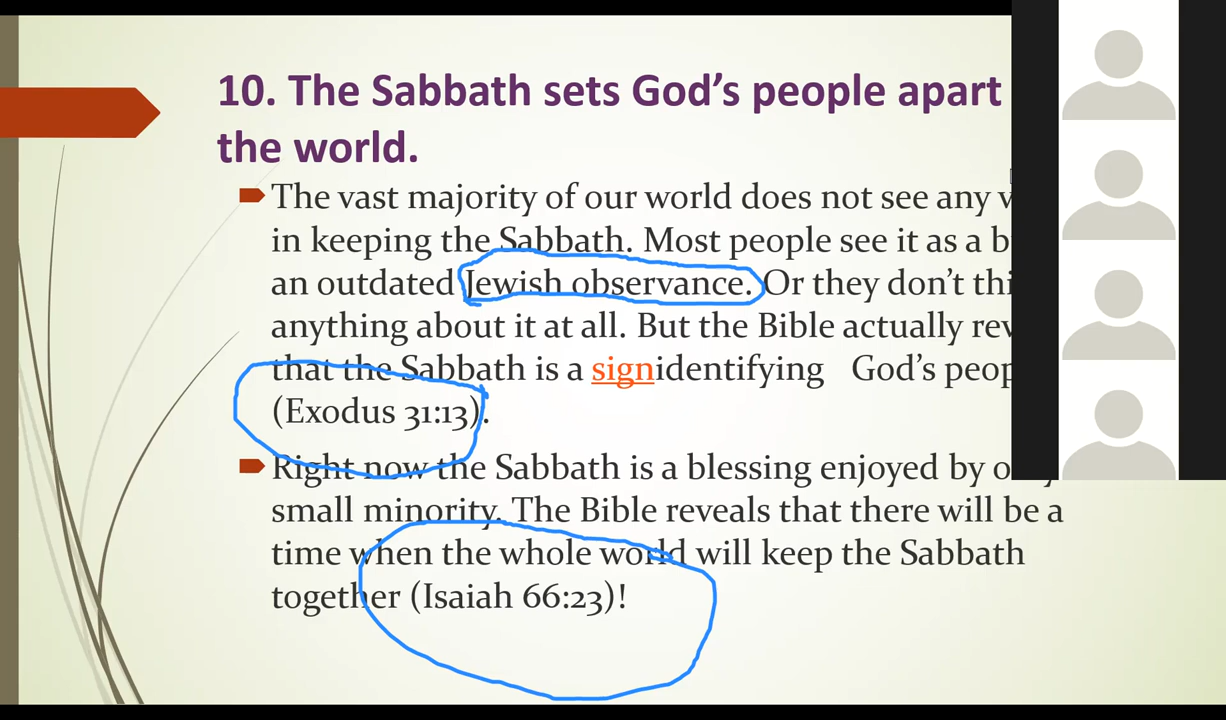 10. The Sabbath sets God's people apart
the world.
The vast majority of our world does not see any
in keeping the Sabbath. Most people see it as a
an outdated Jewish observance. Or they don't
anything about it at all. But the Bible actually
that the Sabbath is a signidentifying God's
(Exodus 31:13).
Right now the Sabbath is a blessing enjoyed by
small minority. The Bible reveals that there will be a
time when the whole world will keep the Sabbath
together (Isaiah 66:23)!